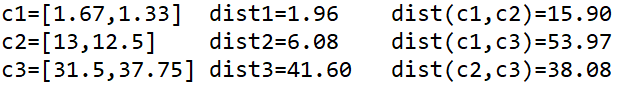 c1=[1.67,1.33] dist1=1.96 dist(c1,c2)=15.90
c2=[13,12.5] dist2=6.08 dist(c1,c3)=53.97
c3=[31.5,37.75] dist3=41.60 dist(c2,c3)=38.08